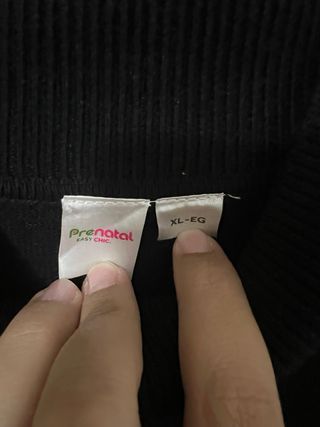 Prenatal
EASY CHIC.
XL-EG